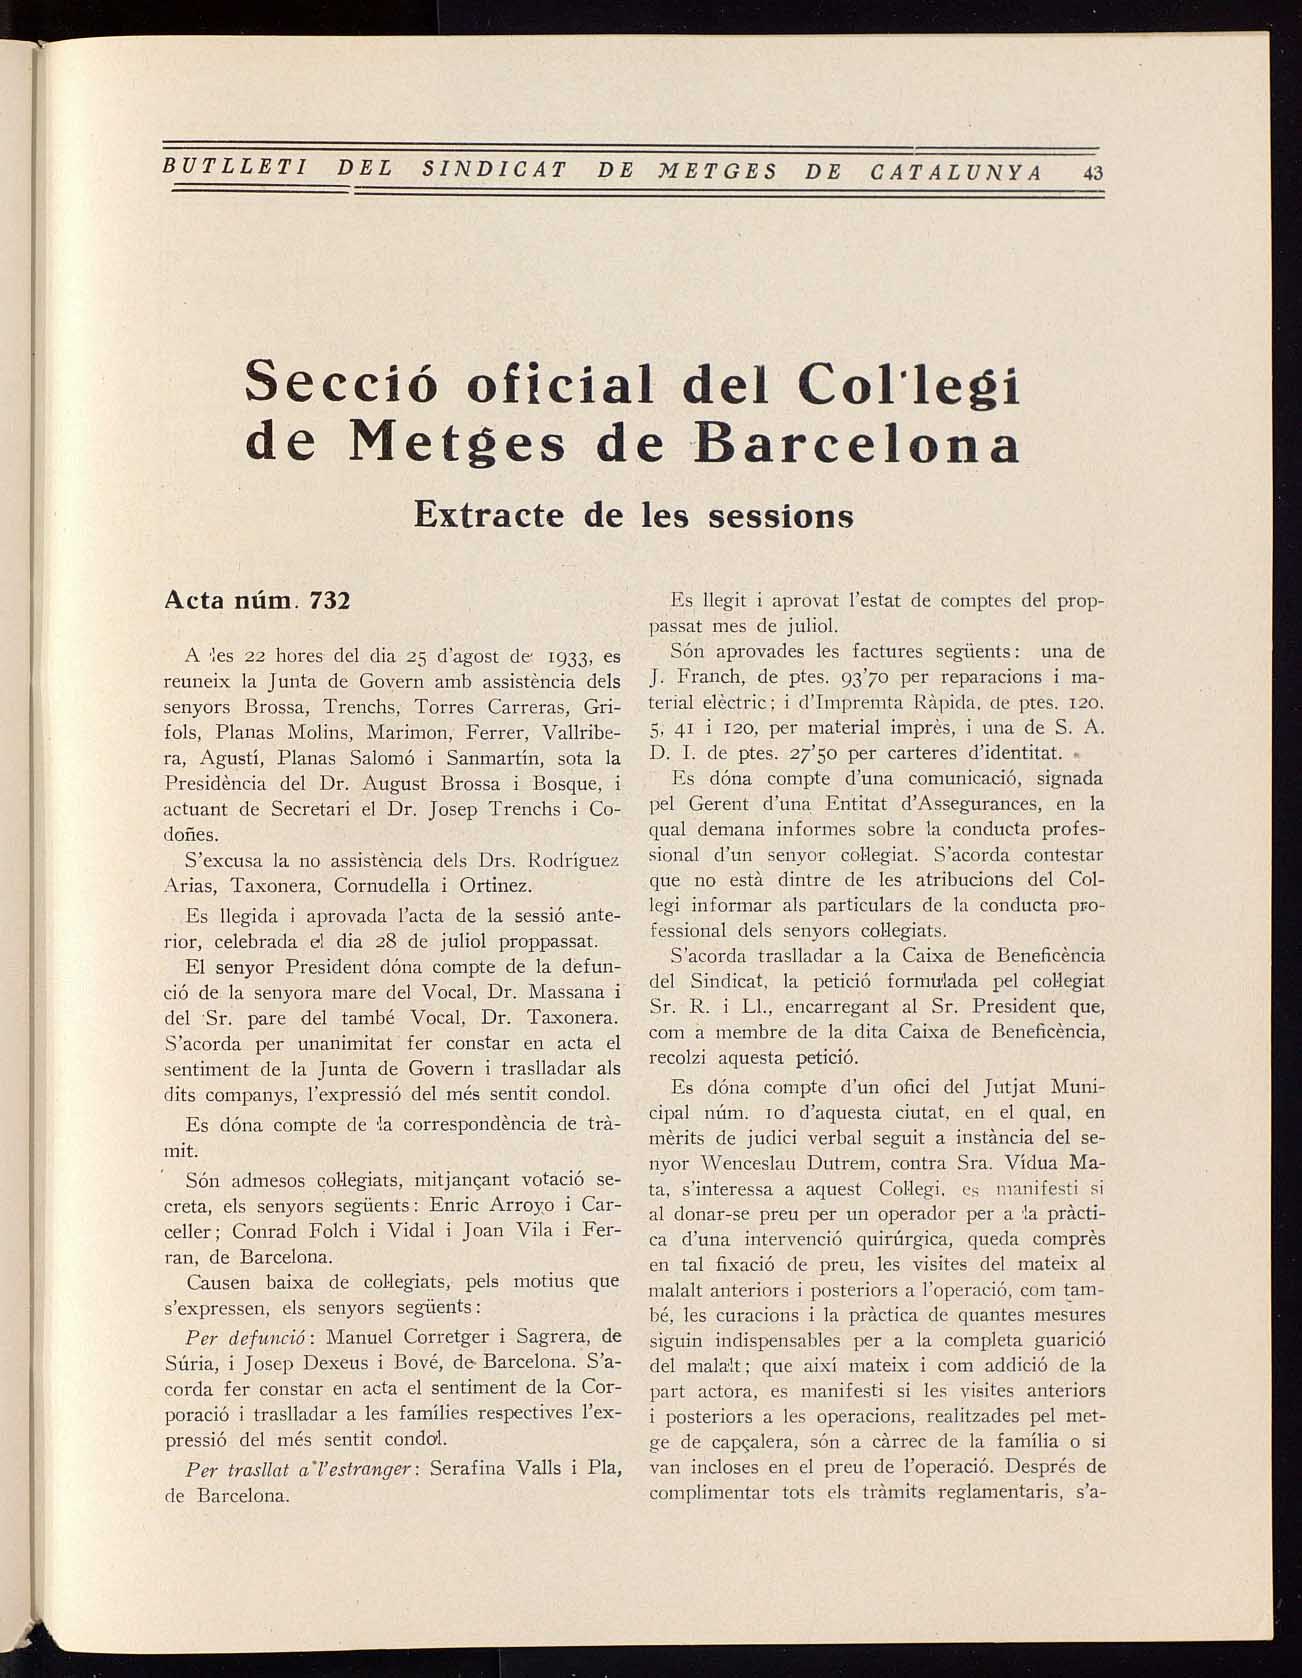 BUTLLETI DEL SINDICAT DE METGES DE CATALUNYA 43
Secció oficial del Col·legi
de Metges de Barcelona
Extracte de les sessions
Acta núm. 732
A les 22 hores del dia 25 d'agost de 1933, es
reuneix la Junta de Govern amb assistència dels
senyors Brossa, Trenchs, Torres Carreras, Gri-
fols, Planas Molins, Marimon, Ferrer, Vallribe-
ra, Agustí, Planas Salomó i Sanmartín, sota la
Presidència del Dr. August Brossa i Bosque, i
actuant de Secretari el Dr. Josep Trenchs i Co-
doñes.
S'excusa la no assistència dels Drs. Rodríguez
Arias, Taxonera, Cornudella i Ortinez.
Es llegida i aprovada l'acta de la sessió ante-
rior, celebrada el dia 28 de juliol proppassat.
El senyor President dóna compte de la defun-
ció de la senyora mare del Vocal, Dr. Massana i
del Sr. pare del també Vocal, Dr. Taxonera.
S'acorda per unanimitat fer constar en acta el
sentiment de la Junta de Govern i traslladar als
dits companys, l'expressió del més sentit condol.
Es dóna compte de la correspondència de trà-
mit.
Són admesos col·legiats, mitjançant votació se-
creta, els senyors següents: Enric Arroyo i Car-
celler; Conrad Folch i Vidal i Joan Vila i Fer-
ran, de Barcelona.
Causen baixa de col·legiats, pels motius que
s'expressen, els senyors següents:
Per defunció: Manuel Corretger i Sagrera, de
Súria, i Josep Dexeus i Bové, de Barcelona. S'a-
corda fer constar en acta el sentiment de la Cor-
poració i traslladar a les famílies respectives l'ex-
pressió del més sentit condol.
Per trasllat a l'estranger: Serafina Valls i Pla,
de Barcelona.
Es llegit i aprovat l'estat de comptes del prop-
passat mes de juliol.
Són aprovades les factures següents: una de
J. Franch, de ptes. 93'70 per reparacions i ma-
terial elèctric; i d'Impremta Ràpida, de ptes. 120,
5, 41 i 120, per material imprès, i una de S. A.
D. I. de ptes. 27'50 per carteres d'identitat.
Es dóna compte d'una comunicació, signada
pel Gerent d'una Entitat d'Assegurances, en la
qual demana informes sobre la conducta profes-
sional d'un senyor col·legiat. S'acorda contestar
que no està dintre de les atribucions del Col-
legi informar als particulars de la conducta pro-
fessional dels senyors col·legiats.
S'acorda traslladar a la Caixa de Beneficència
del Sindicat, la petició formulada pel col·legiat
Sr. R. i Ll., encarregant al Sr. President que,
com a membre de la dita Caixa de Beneficència,
recolzi aquesta petició.
Es dóna compte d'un ofici del Jutjat Muni-
cipal núm. 10 d'aquesta ciutat, en el qual, en
mèrits de judici verbal seguit a instància del se-
nyor Wenceslau Dutrem, contra Sra. Vídua Ma-
ta, s'interessa a aquest Col·legi, es manifesti si
al donar-se preu per un operador per a la pràcti-
ca d'una intervenció quirúrgica, queda comprès
en tal fixació de preu, les visites del mateix al
malalt anteriors i posteriors a l'operació, com tam-
bé, les curacions i la pràctica de quantes mesures
siguin indispensables per a la completa guarició
del malalt; que així mateix i com addició de la
part actora, es manifesti si les visites anteriors
i posteriors a les operacions, realitzades pel met-
ge de capçalera, són a càrrec de la família o si
van incloses en el preu de l'operació. Després de
complimentar tots els tràmits reglamentaris, s'a-